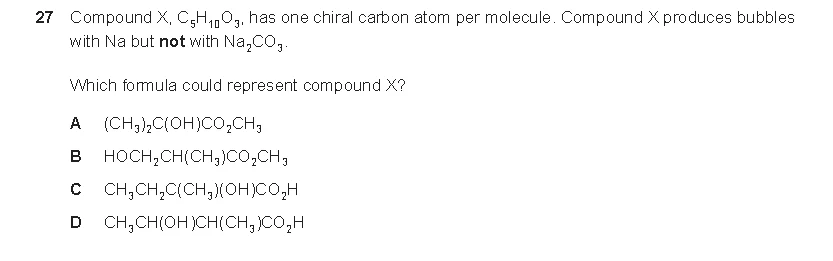 27 Compound X, C₅H₁₀O₃, has one chiral carbon atom per molecule. Compound X produces bubbles
with Na but not with Na₂CO₃.
Which formula could represent compound X?
A (CH₃)₂C(OH)CO₂CH₃
B HOCH₂CH(CH₃)CO₂CH₃
C CH₃CH₂C(CH₃)(OH)CO₂H
D CH₃CH(OH)CH(CH₃)CO₂H